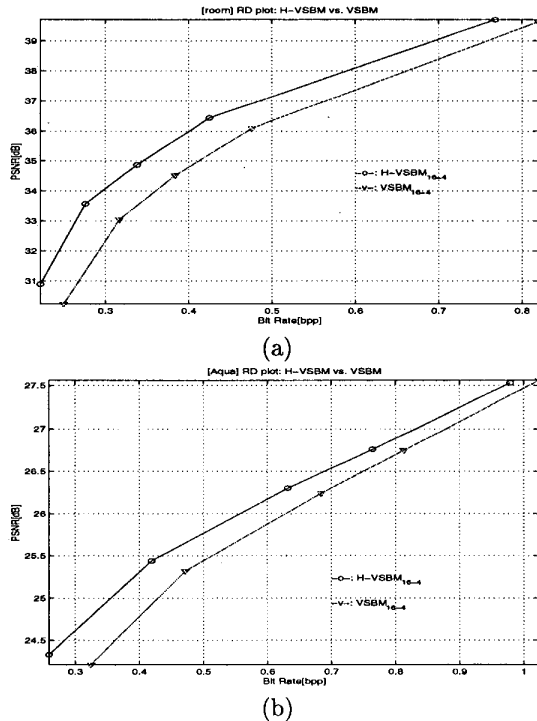 [room] RD plot: H-VSBM vs. VSBM
39
38
37
36
35
34
33
32
31
PSNR[dB]
-o-: H-VSBM16-4
-v-: VSBM16-4
0.3 0.4 0.5 0.6 0.7 0.8
Bit Rate[bpp]
(a)
[Aqua] RD plot: H-VSBM vs. VSBM
27.5
27
26.5
26
25.5
25
24.5
PSNR[dB]
-o-: H-VSBM16-4
-v-: VSBM16-4
0.3 0.4 0.5 0.6 0.7 0.8 0.9 1
Bit Rate[bpp]
(b)